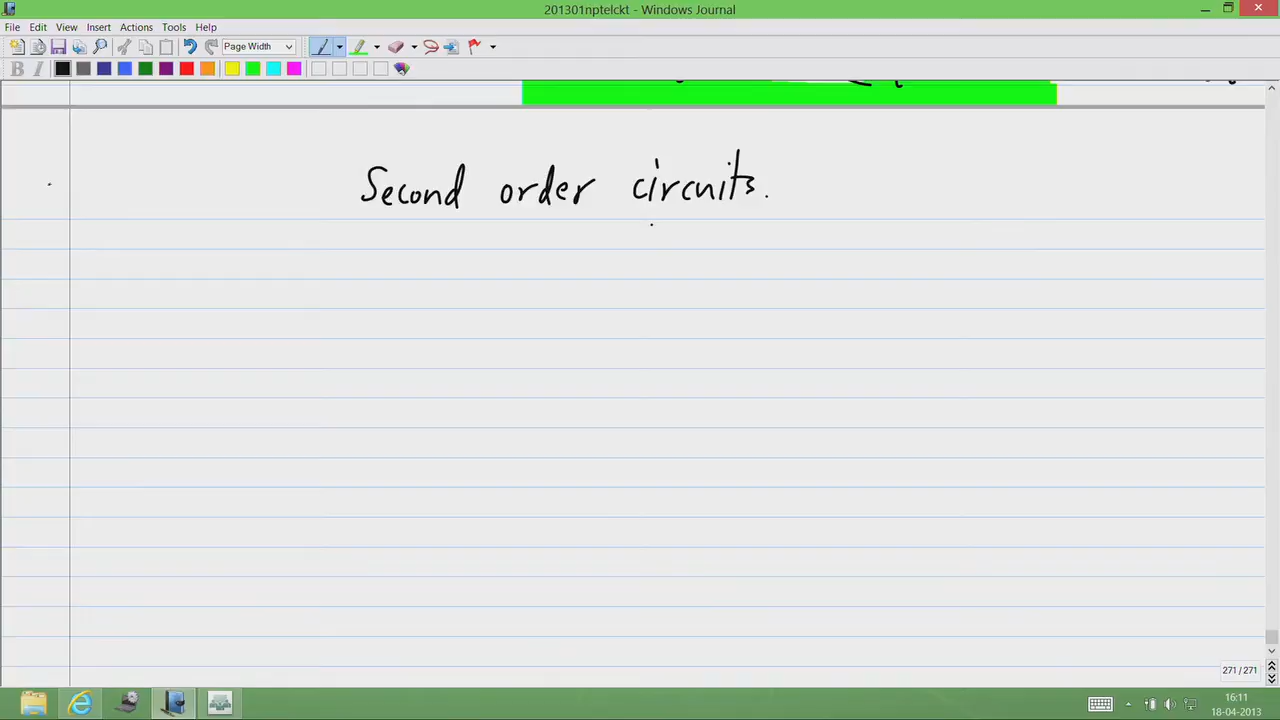 201301nptelckt - Windows Journal
File Edit View Insert Actions Tools Help
Page Width
B I
Second order circuits.
271 / 271
16:11
18-04-2013